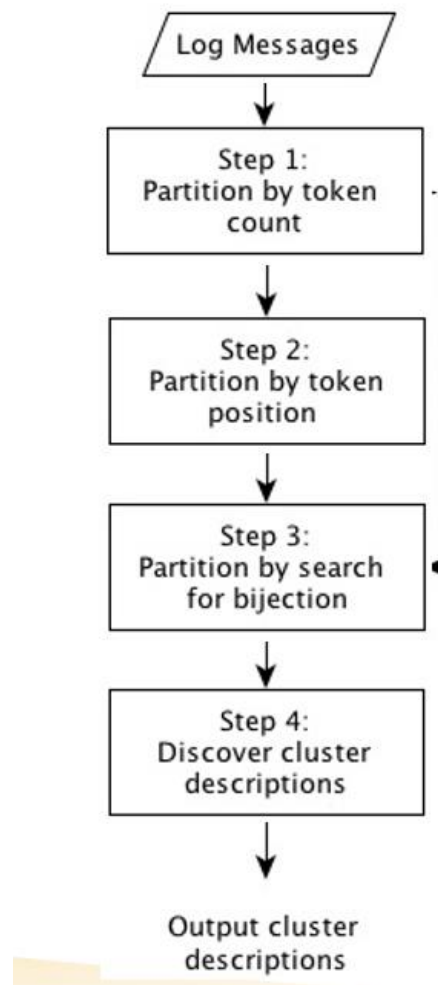 Log Messages
Step 1:
Partition by token
count
Step 2:
Partition by token
position
Step 3:
Partition by search
for bijection
Step 4:
Discover cluster
descriptions
Output cluster
descriptions